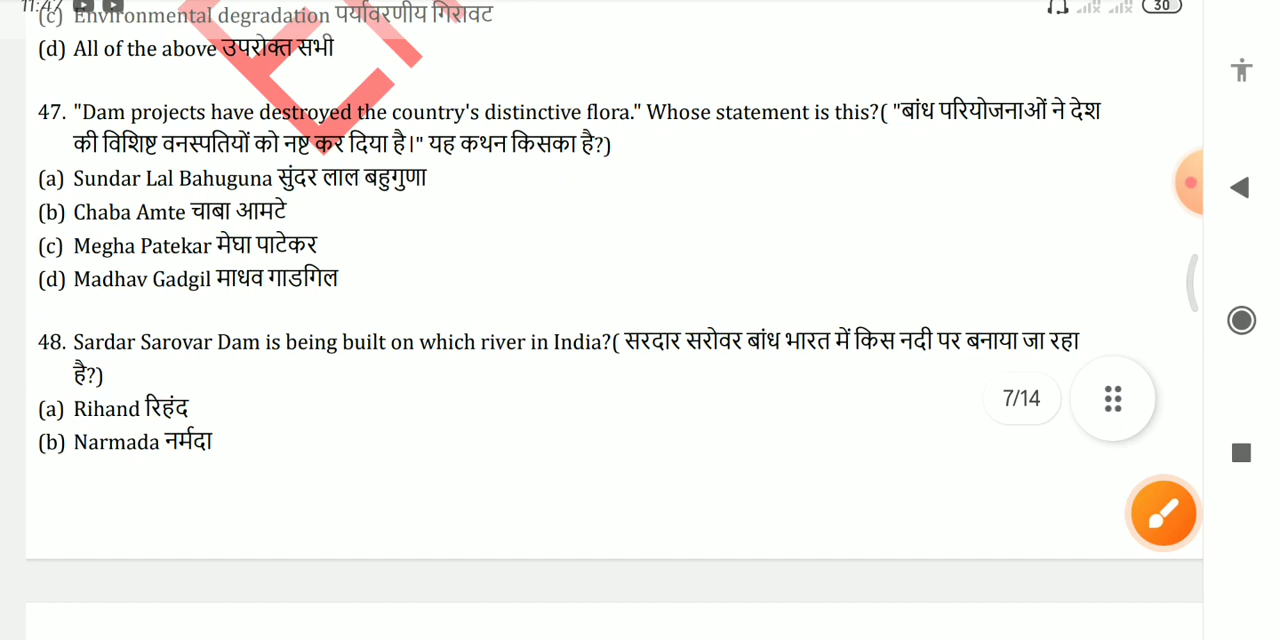 11:47
30
(c) Environmental degradation पर्यावरणीय गिरावट
(d) All of the above उपरोक्त सभी
47. "Dam projects have destroyed the country's distinctive flora." Whose statement is this?( "बांध परियोजनाओं ने देश
की विशिष्ट वनस्पतियों को नष्ट कर दिया है।" यह कथन किसका है?)
(a) Sundar Lal Bahuguna सुंदर लाल बहुगुणा
(b) Chaba Amte चाबा आमटे
(c) Megha Patekar मेघा पाटेकर
(d) Madhav Gadgil माधव गाडगिल
48. Sardar Sarovar Dam is being built on which river in India?( सरदार सरोवर बांध भारत में किस नदी पर बनाया जा रहा
है?)
(a) Rihand रिहंद
(b) Narmada नर्मदा
7/14